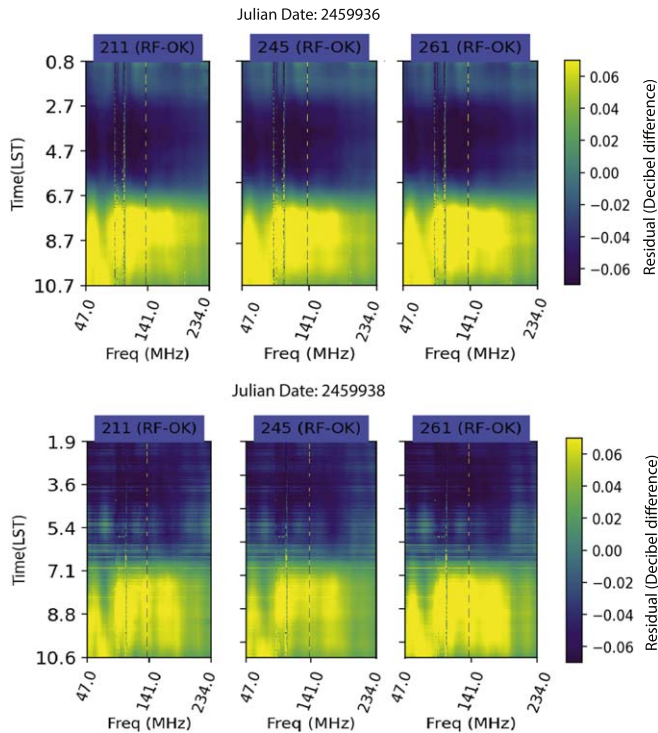 Julian Date: 2459936
211 (RF-OK) 245 (RF-OK) 261 (RF-OK)
0.8
2.7
4.7
6.7
8.7
10.7
Time(LST)
47.0 141.0 234.0 47.0 141.0 234.0 47.0 141.0 234.0
Freq (MHz) Freq (MHz) Freq (MHz)
0.06
0.04
0.02
0.00
−0.02
−0.04
−0.06
Residual (Decibel difference)
Julian Date: 2459938
211 (RF-OK) 245 (RF-OK) 261 (RF-OK)
1.9
3.6
5.4
7.1
8.8
10.6
Time(LST)
47.0 141.0 234.0 47.0 141.0 234.0 47.0 141.0 234.0
Freq (MHz) Freq (MHz) Freq (MHz)
0.06
0.04
0.02
0.00
−0.02
−0.04
−0.06
Residual (Decibel difference)